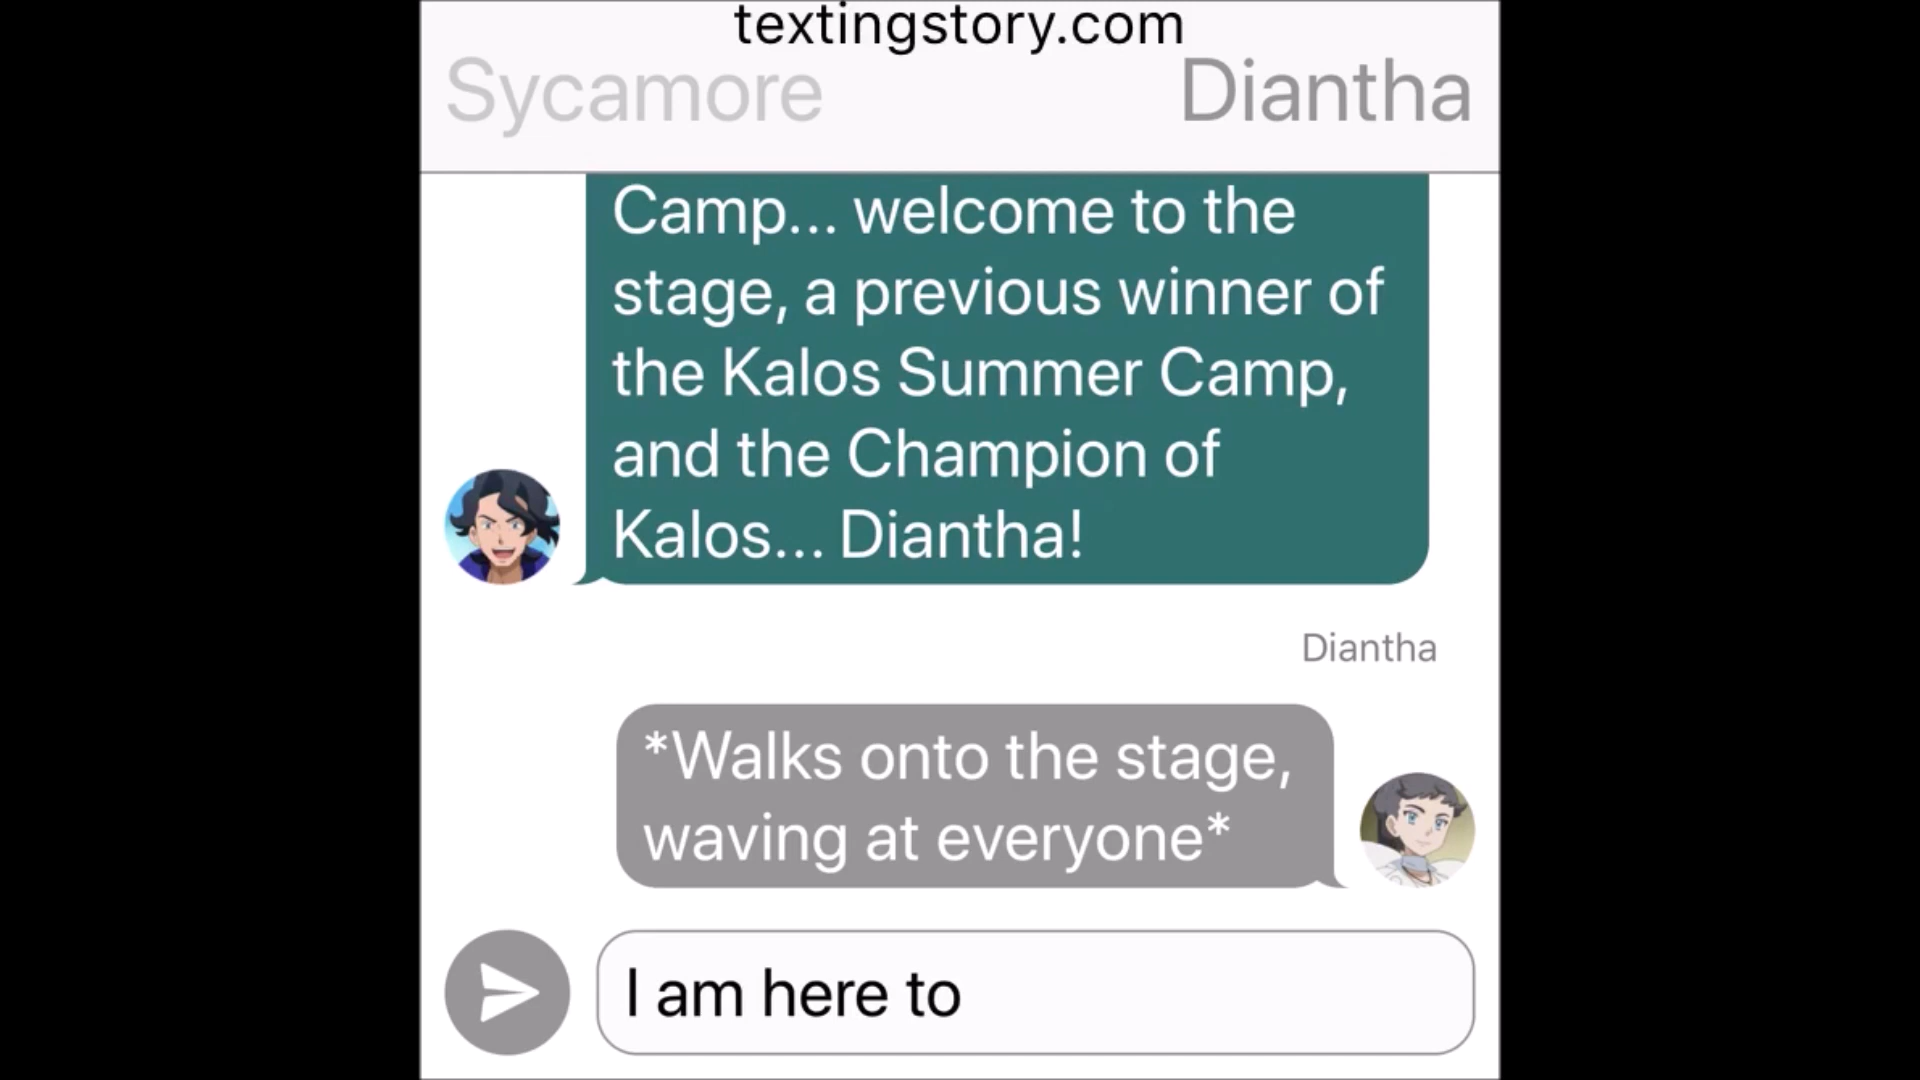 textingstory.com
Sycamore Diantha
Camp... welcome to the
stage, a previous winner of
the Kalos Summer Camp,
and the Champion of
Kalos... Diantha!
Diantha
*Walks onto the stage,
waving at everyone*
I am here to